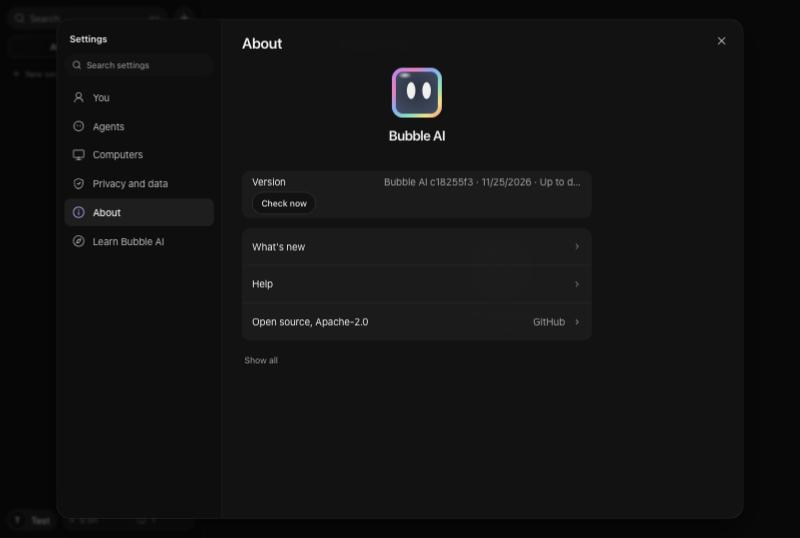 Search
Settings
Search settings
You
Agents
Computers
Privacy and data
About
Learn Bubble AI
About
Bubble AI
Version
Bubble AI c18255f3 · 11/25/2026 · Up to d...
Check now
What's new
Help
Open source, Apache-2.0
GitHub
Show all
T
Test